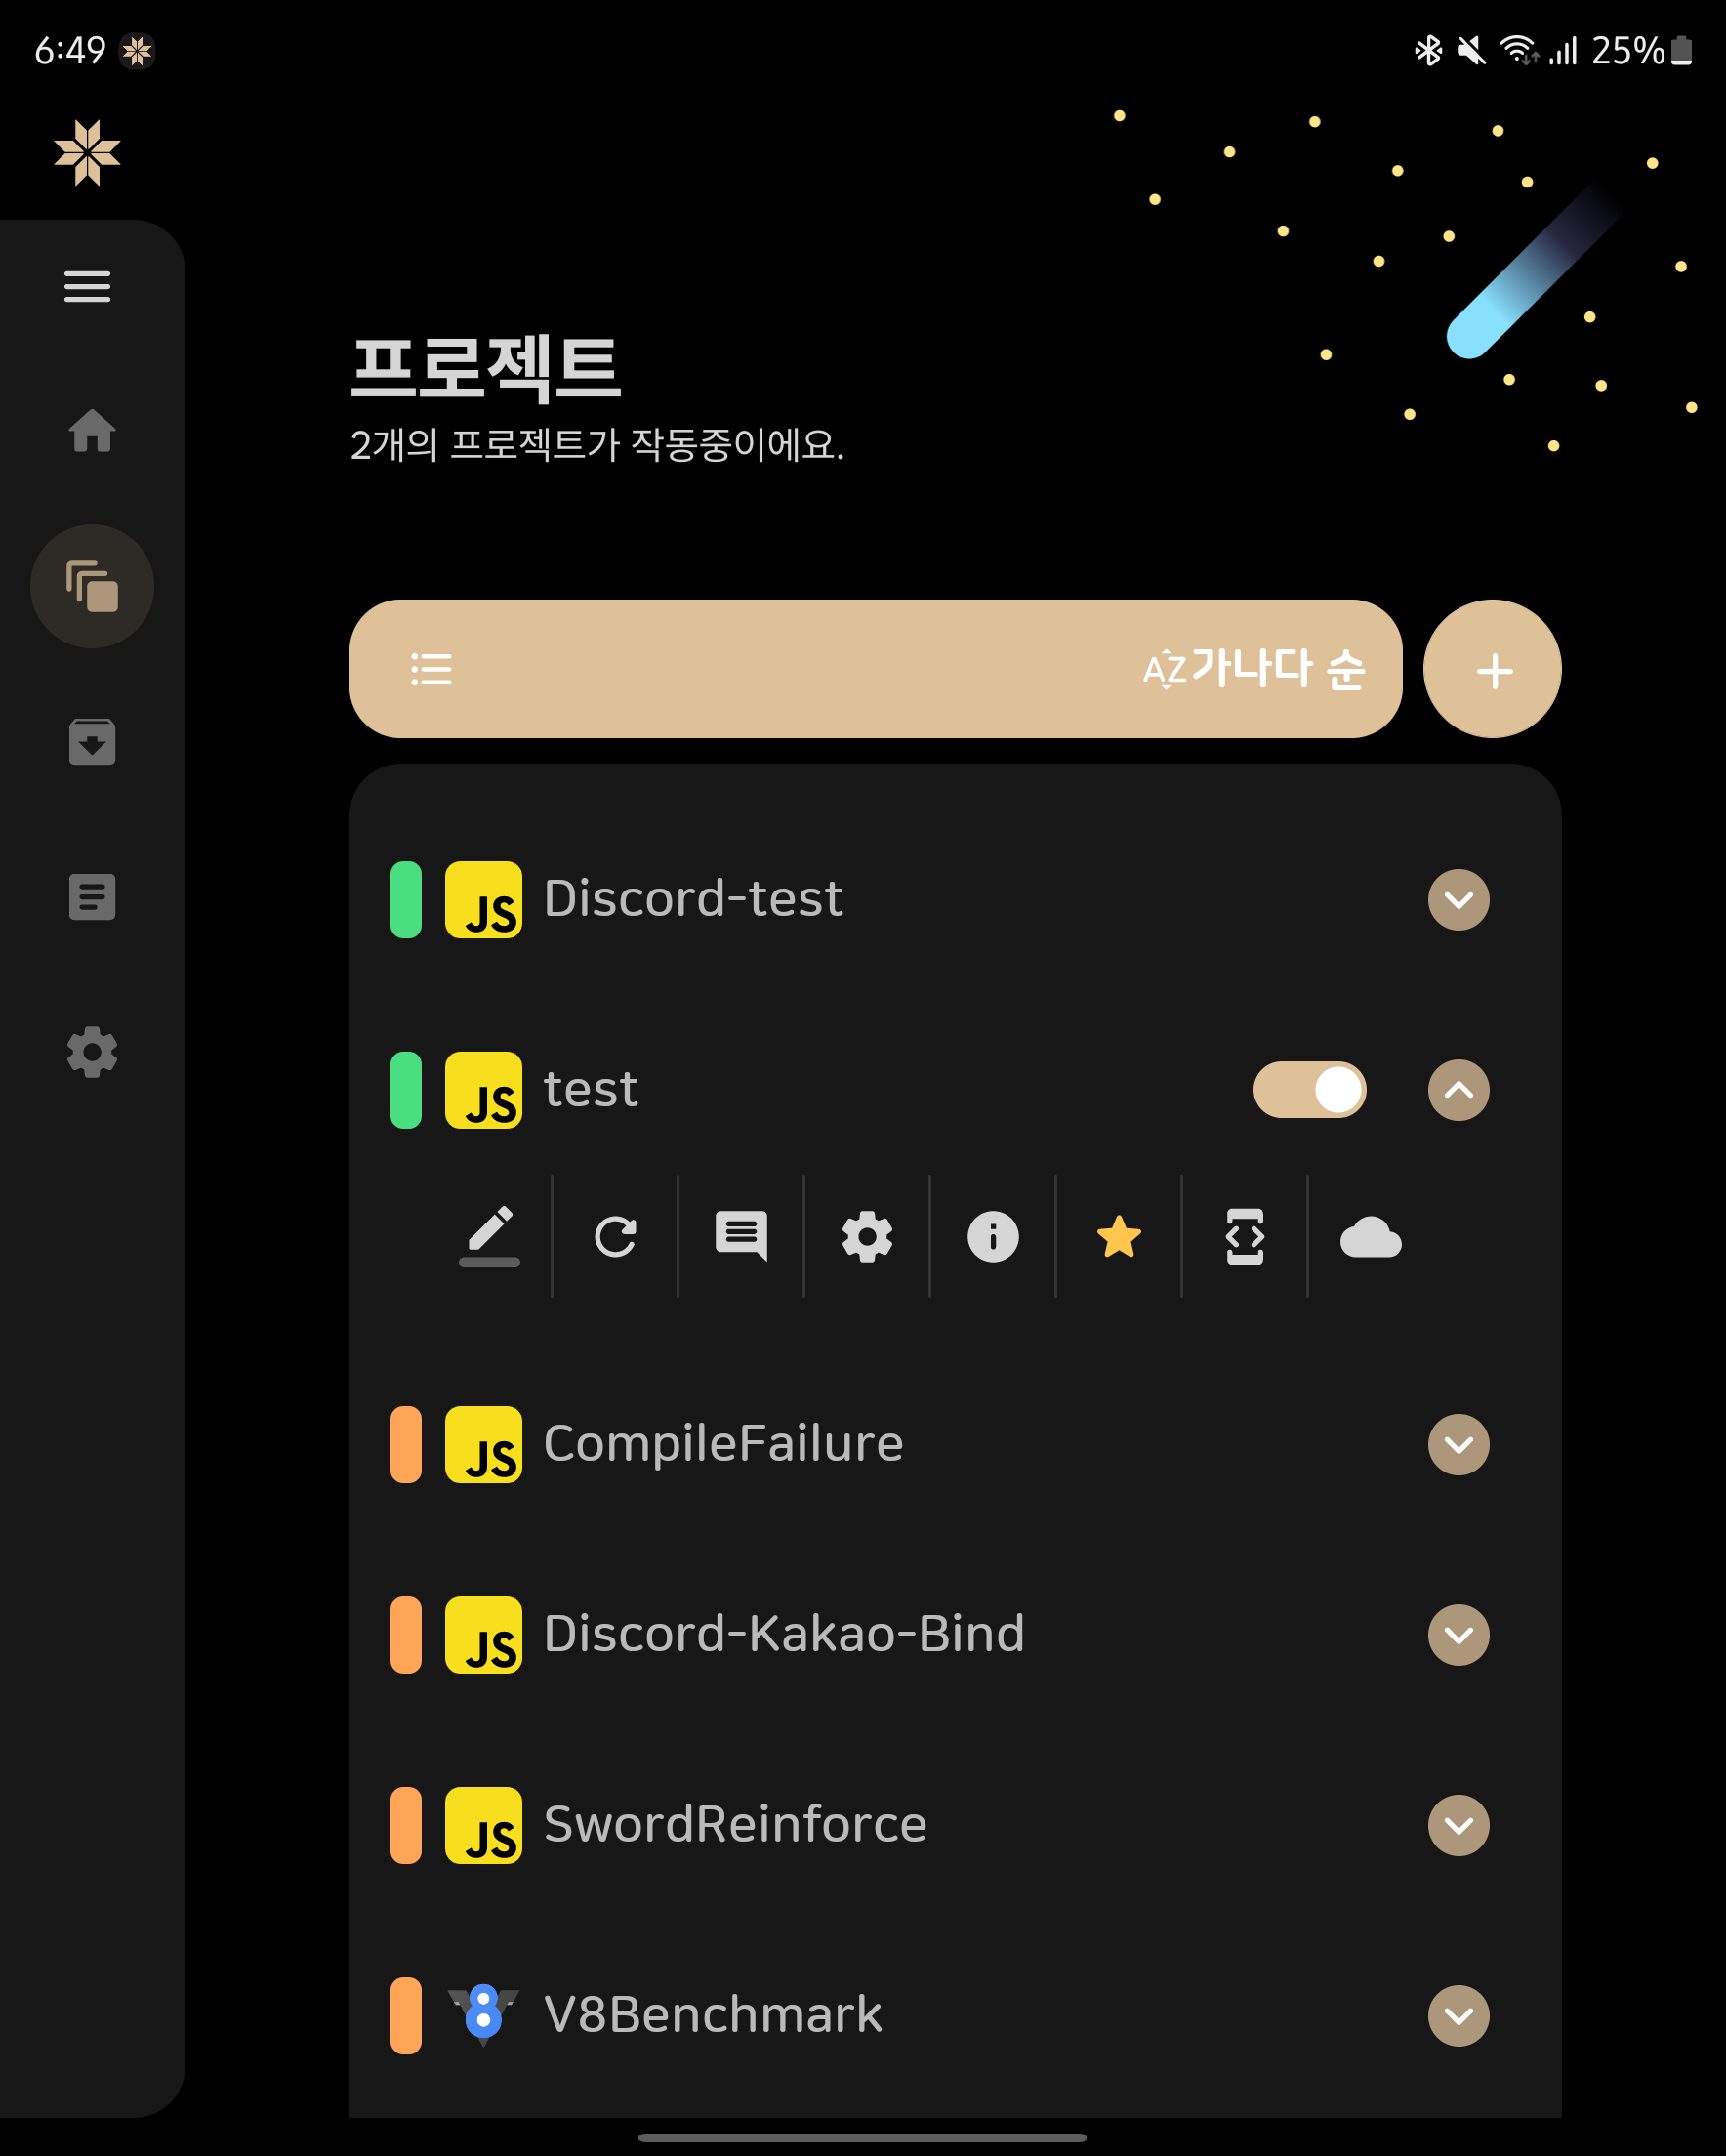 6:49
25%
프로젝트
2개의 프로젝트가 작동중이에요.
AZ 가나다 순
JS Discord-test
JS test
JS CompileFailure
JS Discord-Kakao-Bind
JS SwordReinforce
8 V8Benchmark